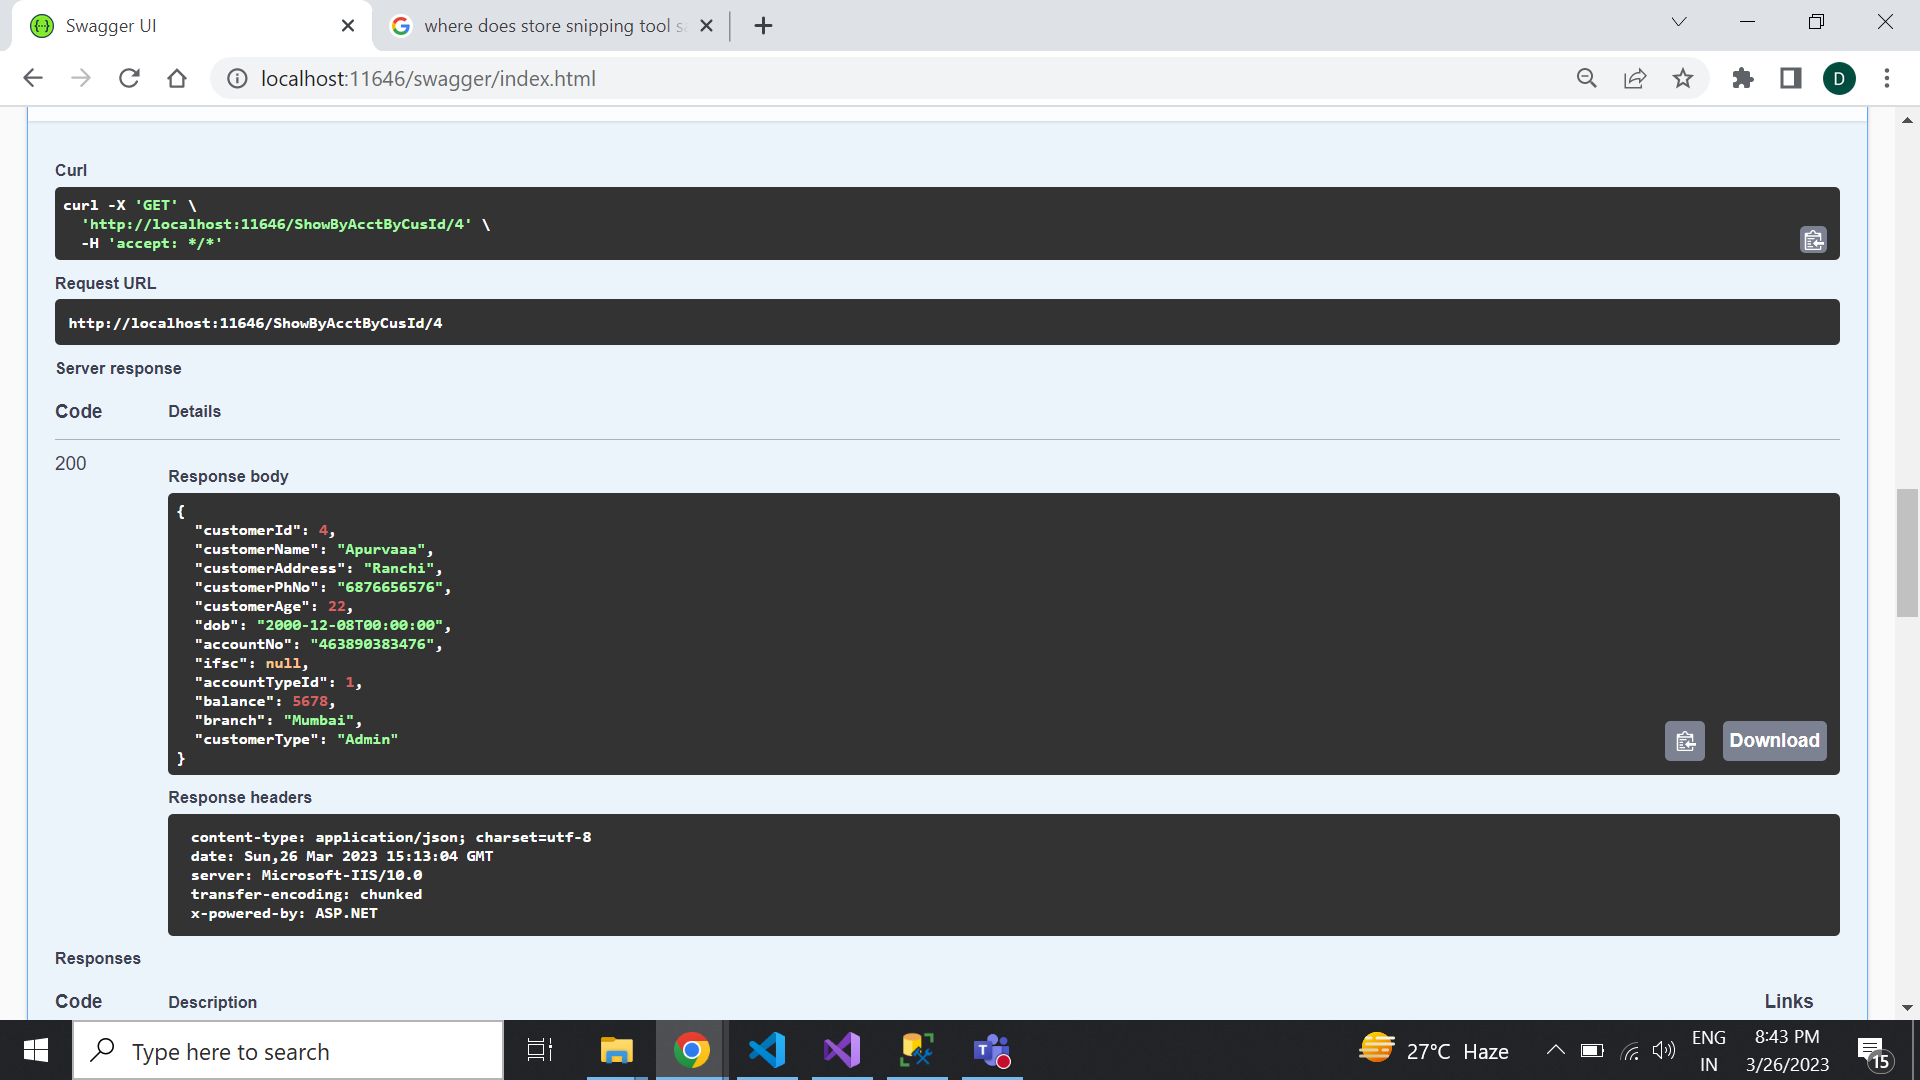 Swagger UI
where does store snipping tool sa
localhost:11646/swagger/index.html
D
Curl
curl -X 'GET' \
'http://localhost:11646/ShowByAcctByCusId/4' \
-H 'accept: */*'
Request URL
http://localhost:11646/ShowByAcctByCusId/4
Server response
Code Details
200
Response body
{
"customerId": 4,
"customerName": "Apurvaaa",
"customerAddress": "Ranchi",
"customerPhNo": "6876656576",
"customerAge": 22,
"dob": "2000-12-08T00:00:00",
"accountNo": "463890383476",
"ifsc": null,
"accountTypeId": 1,
"balance": 5678,
"branch": "Mumbai",
"customerType": "Admin"
}
Download
Response headers
content-type: application/json; charset=utf-8
date: Sun,26 Mar 2023 15:13:04 GMT
server: Microsoft-IIS/10.0
transfer-encoding: chunked
x-powered-by: ASP.NET
Responses
Code Description Links
Type here to search
T
27°C Haze
ENG
IN
8:43 PM
3/26/2023
15